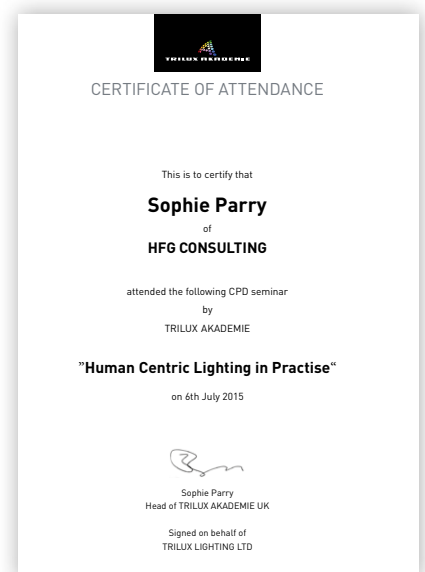 TRILUX AKADEMIE
CERTIFICATE OF ATTENDANCE
This is to certify that
Sophie Parry
of
HFG CONSULTING
attended the following CPD seminar
by
TRILUX AKADEMIE
"Human Centric Lighting in Practise“
on 6th July 2015
Sophie Parry
Head of TRILUX AKADEMIE UK
Signed on behalf of
TRILUX LIGHTING LTD